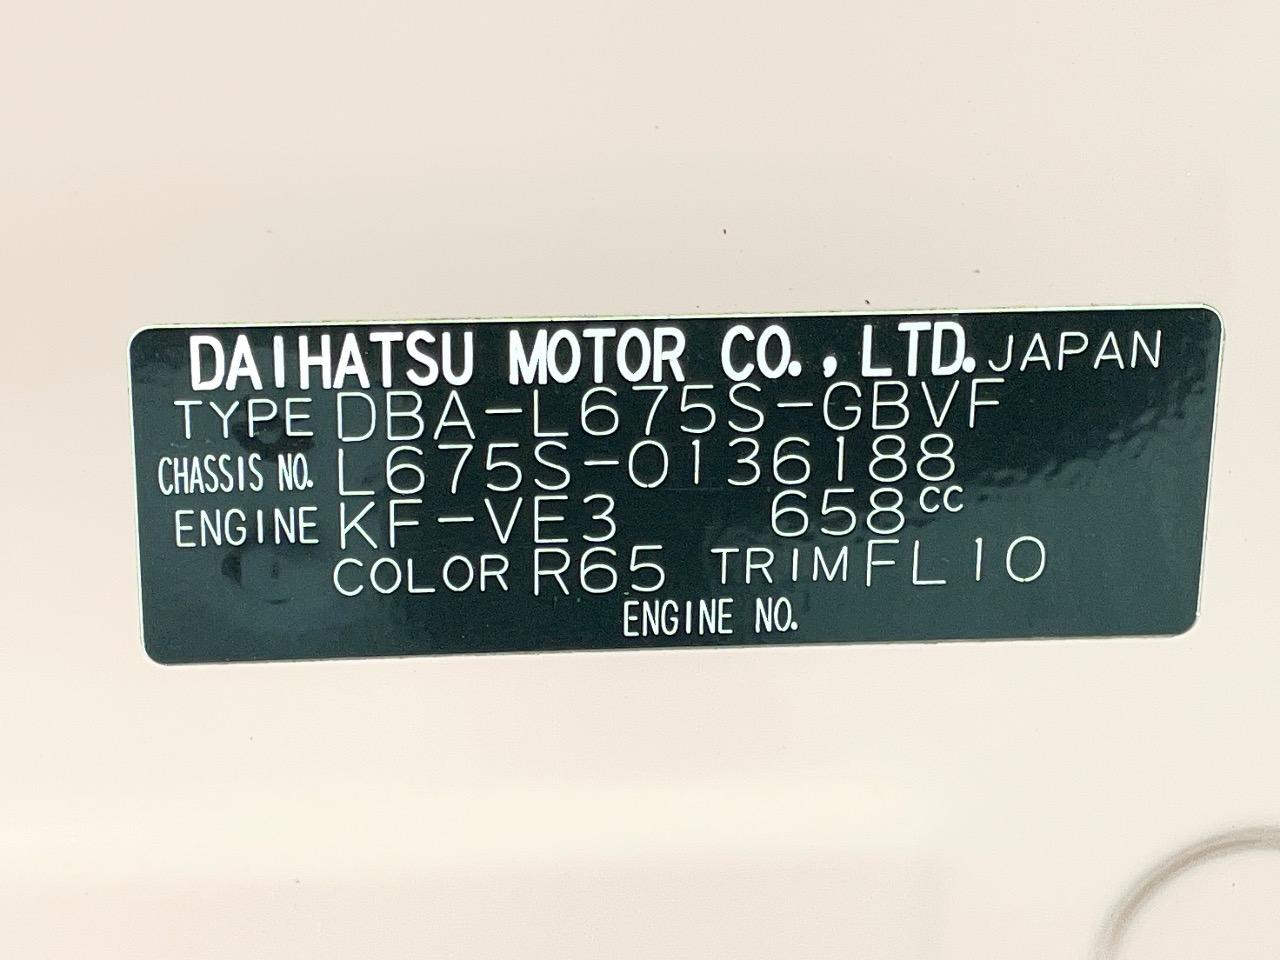 DAIHATSU MOTOR CO., LTD. JAPAN
TYPE DBA-L675S-GBVF
CHASSIS NO. L675S-0136188
ENGINE KF-VE3 658cc
COLOR R65 TRIM FL10
ENGINE NO.